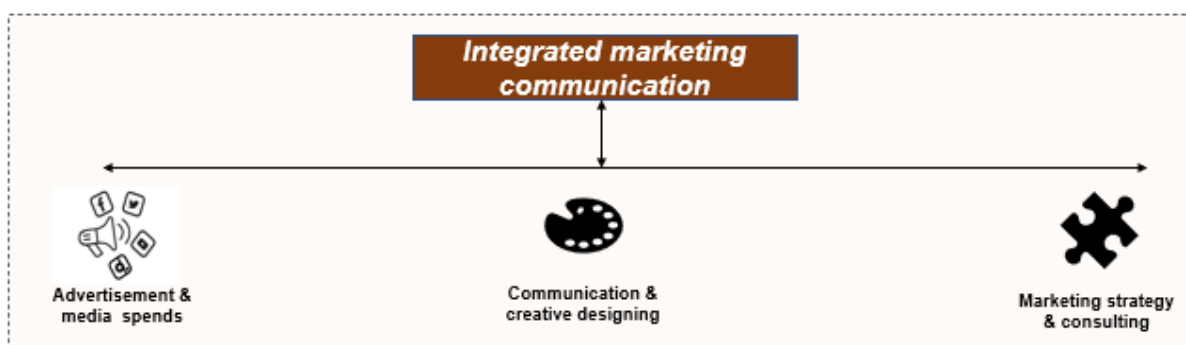 Integrated marketing
communication
Advertisement &
media spends
Communication &
creative designing
Marketing strategy
& consulting